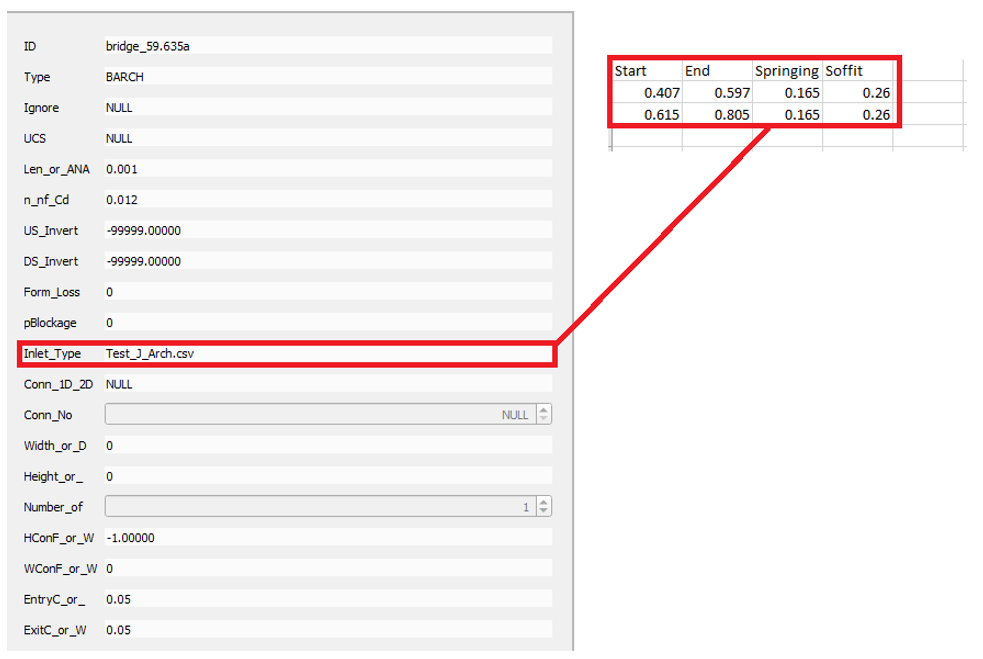 ID bridge_59.635a
Type BARCH
Ignore NULL
UCS NULL
Len_or_ANA 0.001
n_nf_Cd 0.012
US_Invert -99999.00000
DS_Invert -99999.00000
Form_Loss 0
pBlockage 0
Inlet_Type Test_J_Arch.csv
Conn_1D_2D NULL
Conn_No NULL
Width_or_D 0
Height_or_ 0
Number_of 1
HConF_or_W -1.00000
WConF_or_W 0
EntryC_or_ 0.05
ExitC_or_W 0.05
Start End Springing Soffit
0.407 0.597 0.165 0.26
0.615 0.805 0.165 0.26